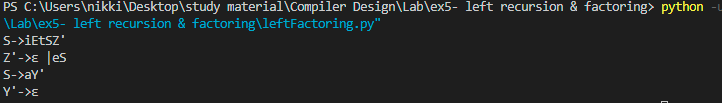 PS C:\Users\nikki\Desktop\study material\Compiler Design\Lab\ex5- left recursion & factoring> python -u
\Lab\ex5- left recursion & factoring\leftFactoring.py"
S->iEtSZ'
Z'->ε |eS
S->aY'
Y'->ε